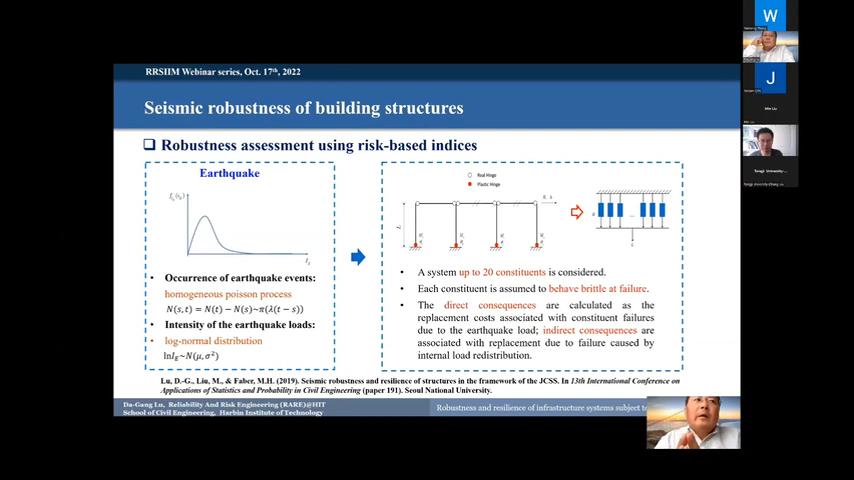 RRSIIM Webinar series, Oct. 17th, 2022
W
Seismic robustness of building structures
J
Min Liu
Robustness assessment using risk-based indices
Earthquake
Real Hinge
Plastic Hinge
Tongji University-...
L
• Occurrence of earthquake events:
homogeneous poisson process
N(s,t) = N(t) − N(s)~π(λ(t − s))
• Intensity of the earthquake loads:
• log-normal distribution
lnI_E~N(μ,σ²)
• A system up to 20 constituents is considered.
• Each constituent is assumed to behave brittle at failure.
• The direct consequences are calculated as the
replacement costs associated with constituent failures
due to the earthquake load; indirect consequences are
associated with replacement due to failure caused by
internal load redistribution.
Lu, D.-G., Liu, M., & Faber, M.H. (2019). Seismic robustness and resilience of structures in the framework of the JCSS. In 13th International Conference on
Applications of Statistics and Probability in Civil Engineering (paper 191). Seoul National University.
Da-Gang Lu, Reliability And Risk Engineering (RARE)@HIT
School of Civil Engineering, Harbin Institute of Technology
Robustness and resilience of infrastructure systems subject to